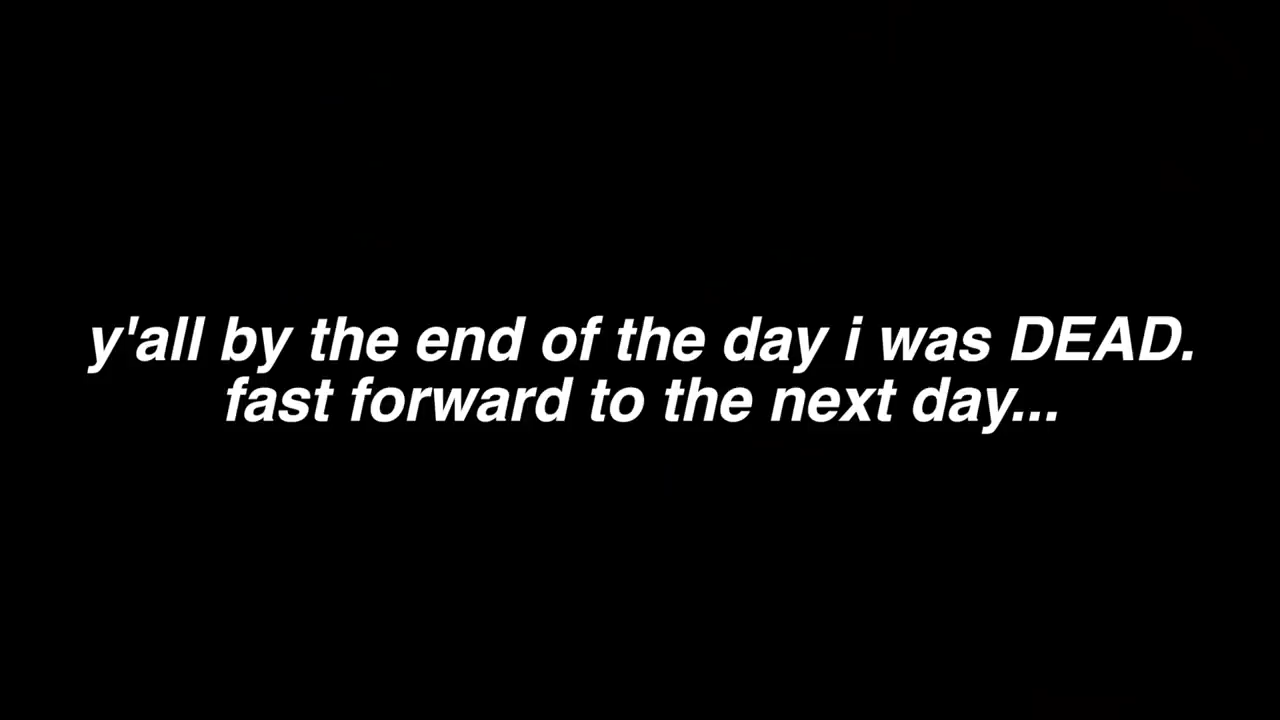 y'all by the end of the day i was DEAD.
fast forward to the next day...